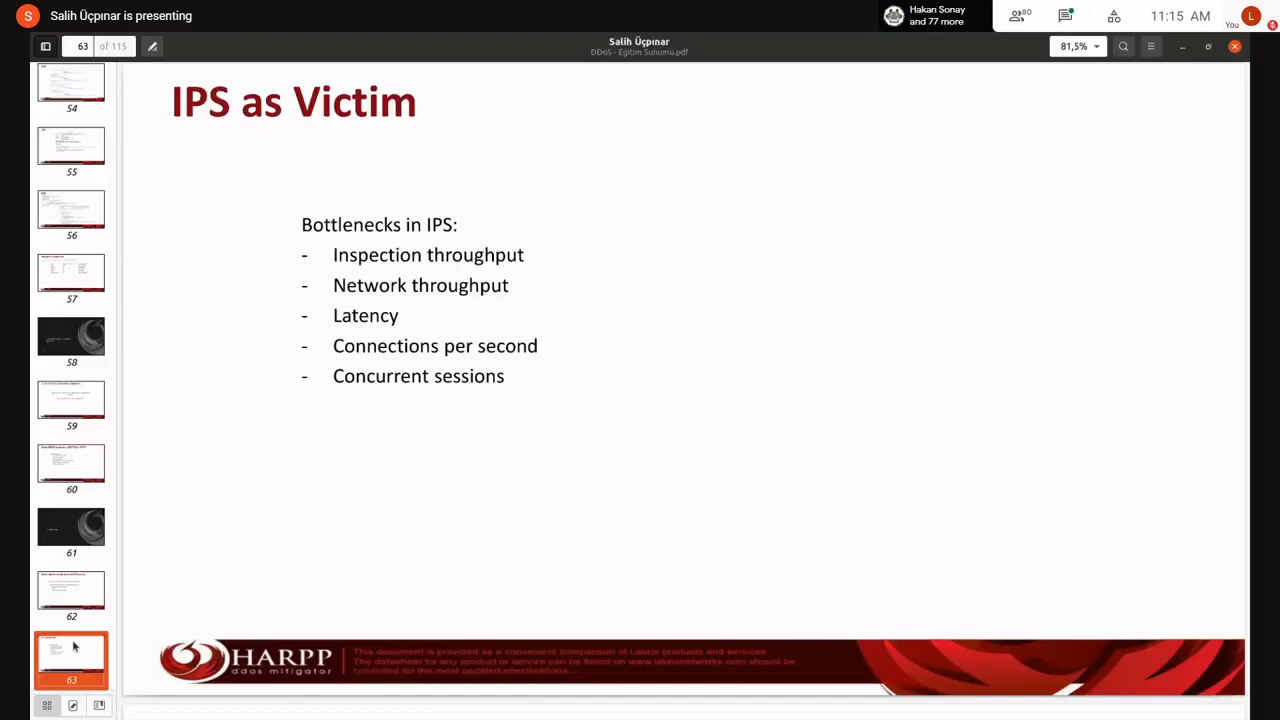 S Salih Üçpınar is presenting
Hakan Sonay
and 77 more
80
11:15 AM
You
L
63 of 115
Salih Üçpınar
DDoS - Eğitim Sunumu.pdf
81,5%
54
55
56
57
58
59
60
61
62
63
IPS as Victim
Bottlenecks in IPS:
- Inspection throughput
- Network throughput
- Latency
- Connections per second
- Concurrent sessions
HARPP
ddos mitigator
This document is provided as a convenient comparison of Labris products and services
The datasheet for any product or service can be found on www.labrisnetworks.com should be
consulted for the most updated specifications...